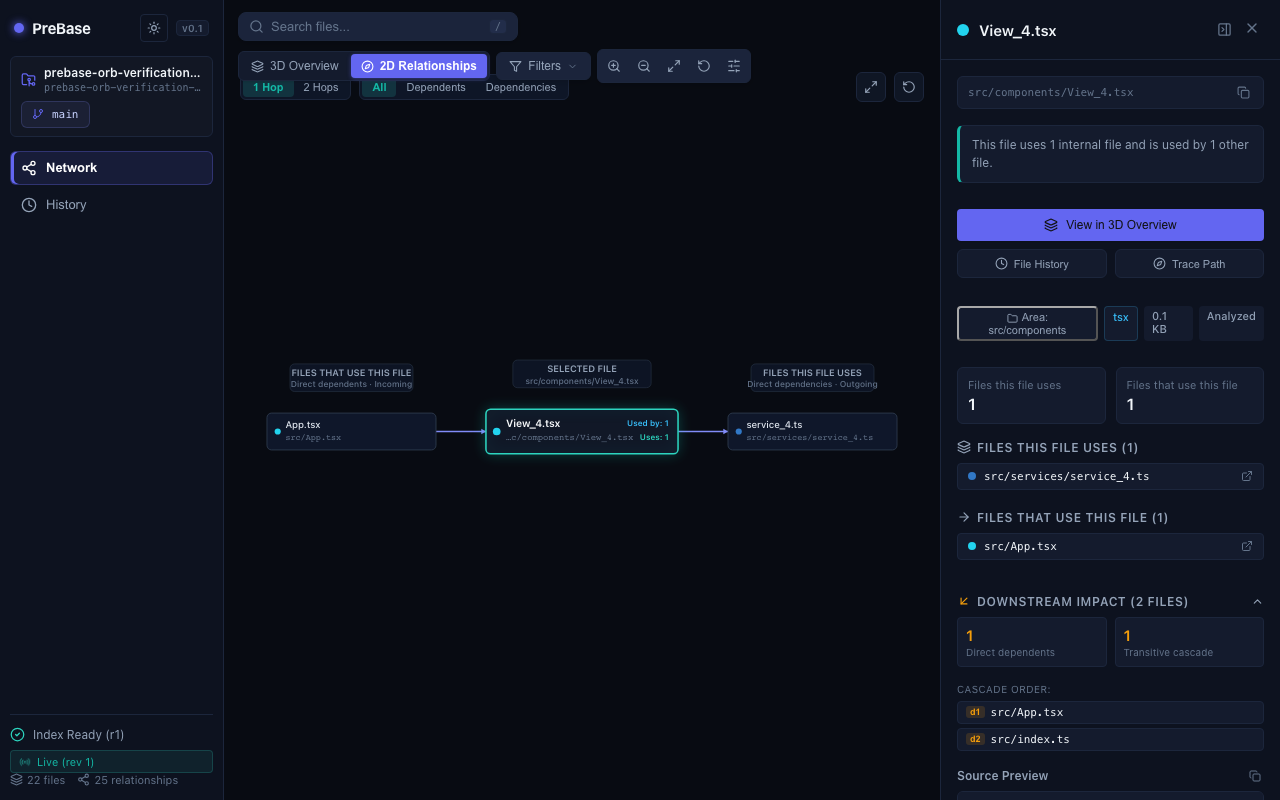 PreBase
v0.1
prebase-orb-verification...
prebase-orb-verification-…
main
Network
History
Index Ready (r1)
Live (rev 1)
22 files
25 relationships
Search files...
/
3D Overview
2D Relationships
Filters
1 Hop
2 Hops
All
Dependents
Dependencies
FILES THAT USE THIS FILE
Direct dependents · Incoming
App.tsx
src/App.tsx
SELECTED FILE
src/components/View_4.tsx
View_4.tsx
Used by: 1
…c/components/View_4.tsx
Uses: 1
FILES THIS FILE USES
Direct dependencies · Outgoing
service_4.ts
src/services/service_4.ts
View_4.tsx
src/components/View_4.tsx
This file uses 1 internal file and is used by 1 other
file.
View in 3D Overview
File History
Trace Path
Area:
src/components
tsx
0.1
KB
Analyzed
Files this file uses
1
Files that use this file
1
FILES THIS FILE USES (1)
src/services/service_4.ts
FILES THAT USE THIS FILE (1)
src/App.tsx
DOWNSTREAM IMPACT (2 FILES)
1
Direct dependents
1
Transitive cascade
CASCADE ORDER:
d1 src/App.tsx
d2 src/index.ts
Source Preview